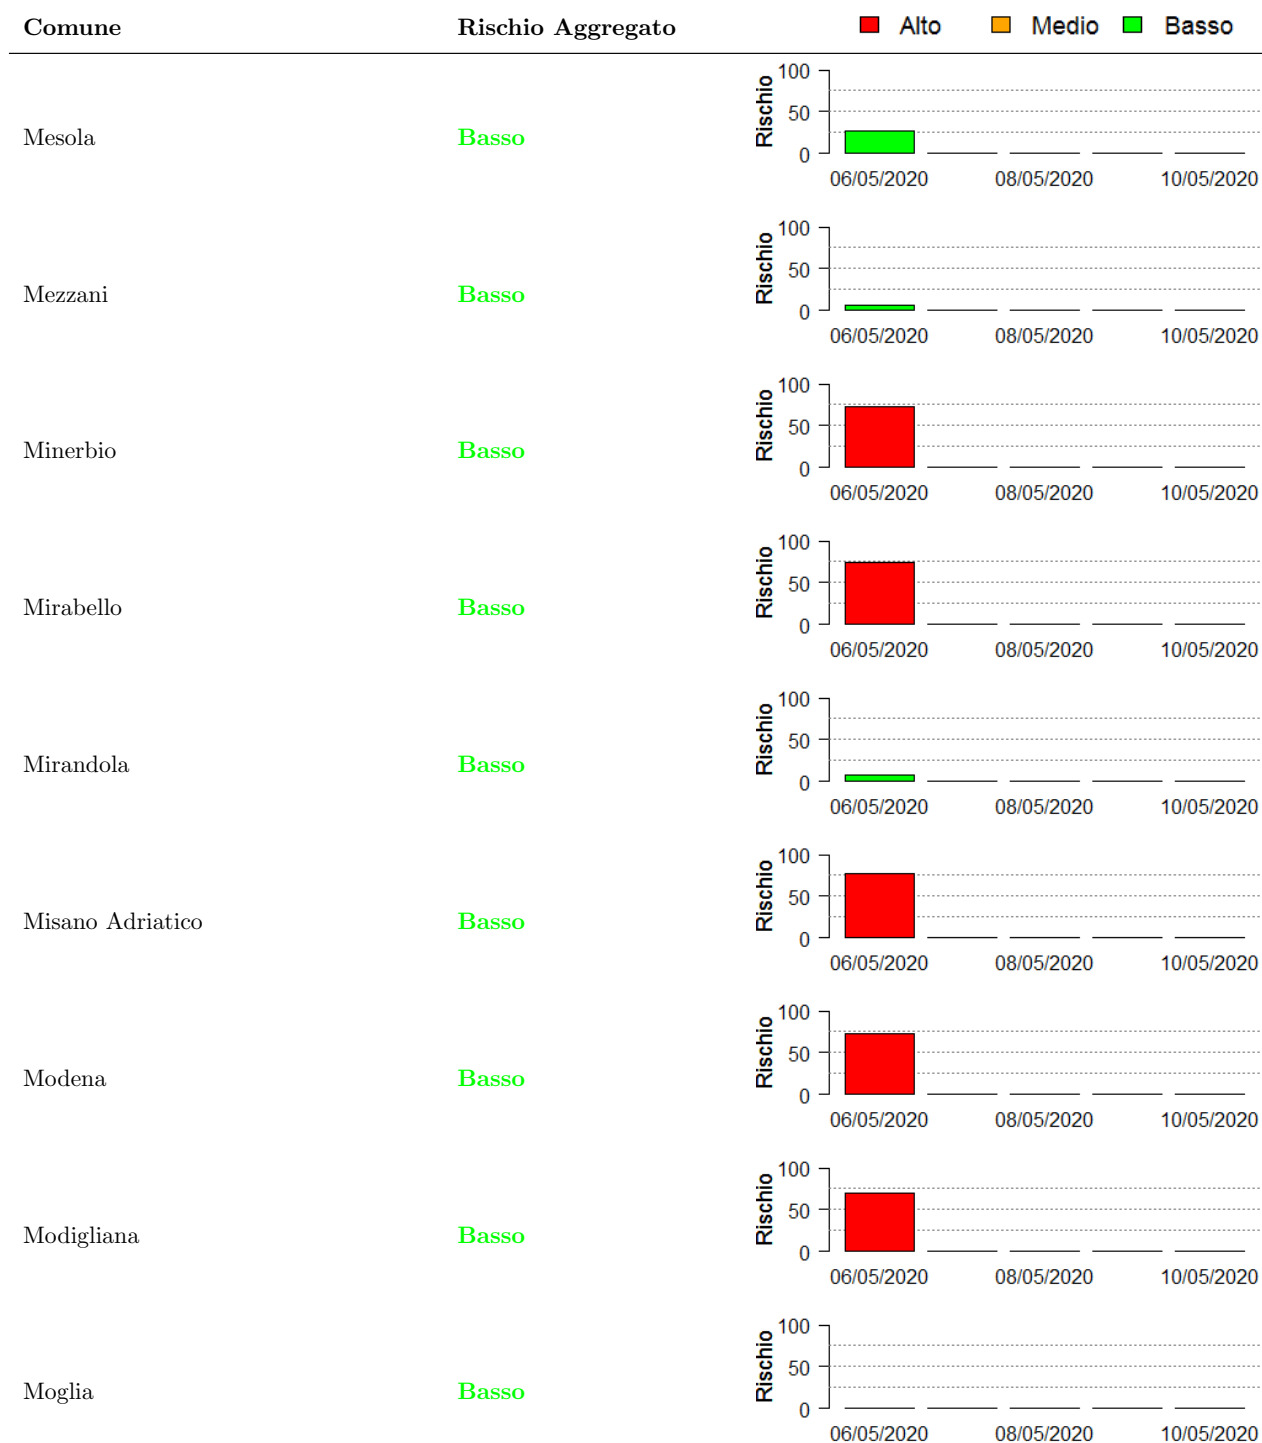 Comune Rischio Aggregato Alto Medio Basso
Mesola Basso Rischio 100 50 0
06/05/2020 08/05/2020 10/05/2020
Mezzani Basso Rischio 100 50 0
06/05/2020 08/05/2020 10/05/2020
Minerbio Basso Rischio 100 50 0
06/05/2020 08/05/2020 10/05/2020
Mirabello Basso Rischio 100 50 0
06/05/2020 08/05/2020 10/05/2020
Mirandola Basso Rischio 100 50 0
06/05/2020 08/05/2020 10/05/2020
Misano Adriatico Basso Rischio 100 50 0
06/05/2020 08/05/2020 10/05/2020
Modena Basso Rischio 100 50 0
06/05/2020 08/05/2020 10/05/2020
Modigliana Basso Rischio 100 50 0
06/05/2020 08/05/2020 10/05/2020
Moglia Basso Rischio 100 50 0
06/05/2020 08/05/2020 10/05/2020